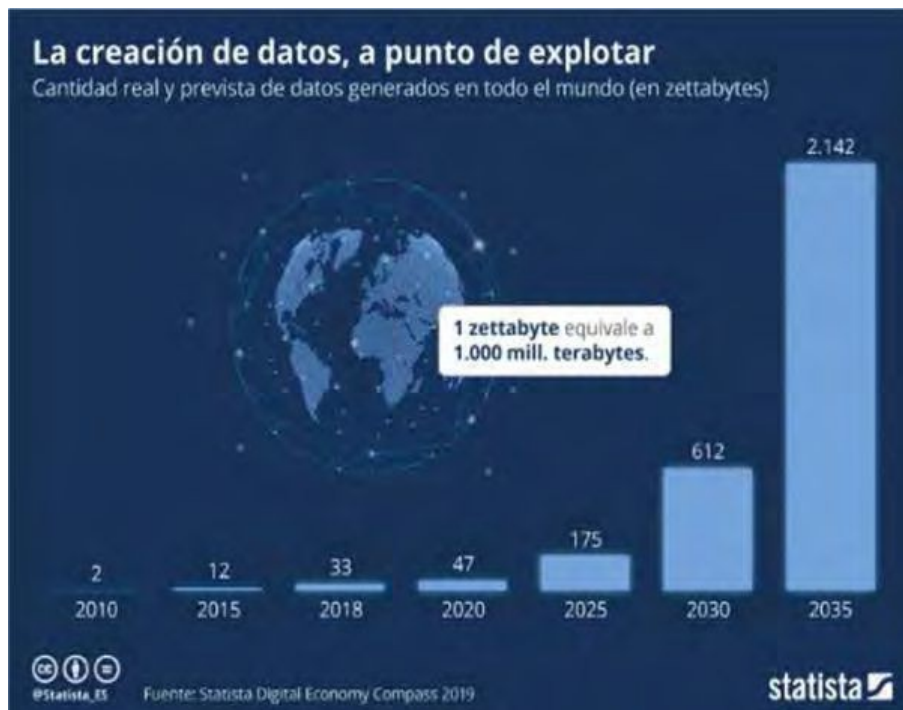 La creación de datos, a punto de explotar
Cantidad real y prevista de datos generados en todo el mundo (en zettabytes)
2.142
1 zettabyte equivale a
1.000 mill. terabytes.
612
175
47
33
12
2
2010 2015 2018 2020 2025 2030 2035
@Statista_ES Fuente: Statista Digital Economy Compass 2019
statista